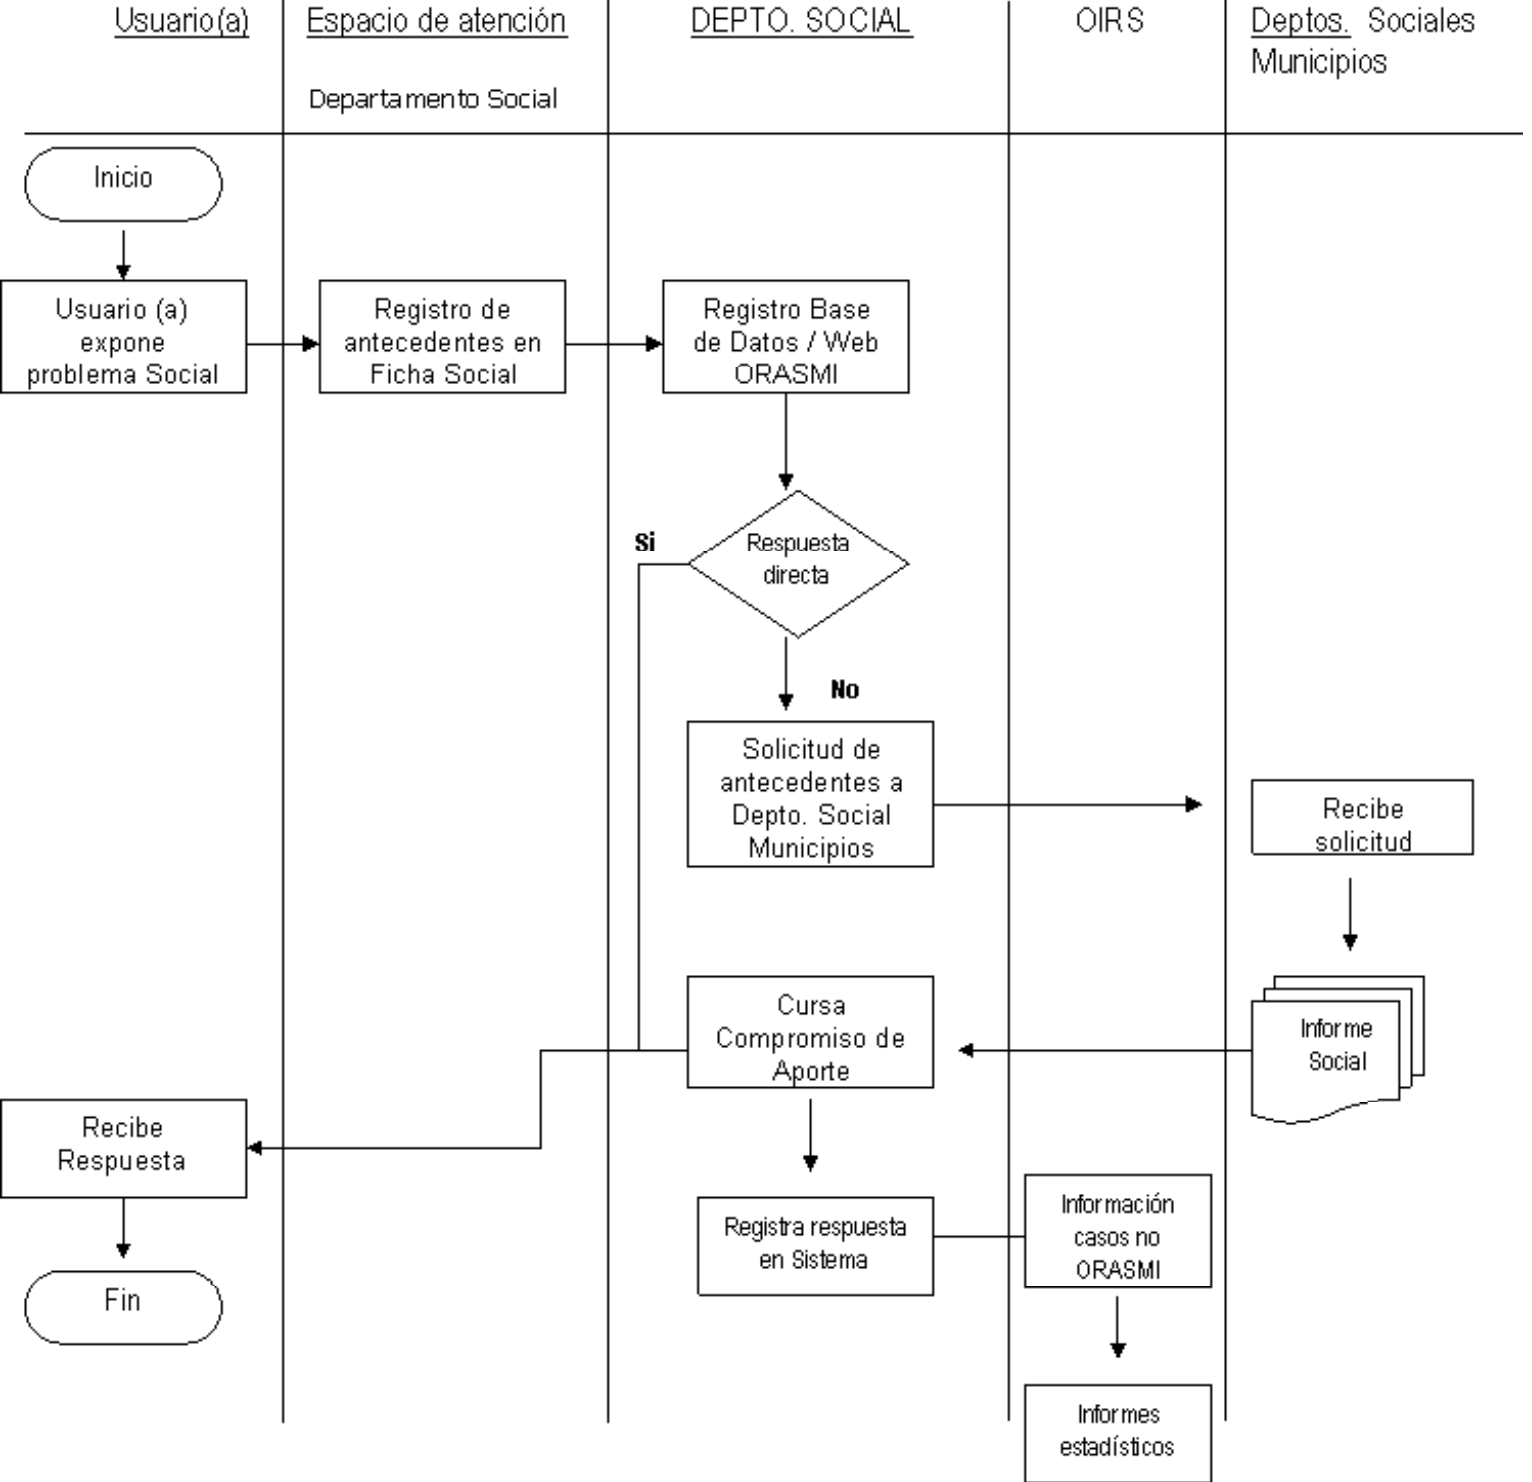 Usuario(a)
Espacio de atención
Departamento Social
DEPTO. SOCIAL
OIRS
Deptos. Sociales
Municipios
Inicio
Usuario (a)
expone
problema Social
Registro de
antecedentes en
Ficha Social
Registro Base
de Datos / Web
ORASMI
Respuesta
directa
Si
No
Solicitud de
antecedentes a
Depto. Social
Municipios
Recibe
solicitud
Informe
Social
Cursa
Compromiso de
Aporte
Recibe
Respuesta
Fin
Registra respuesta
en Sistema
Información
casos no
ORASMI
Informes
estadísticos